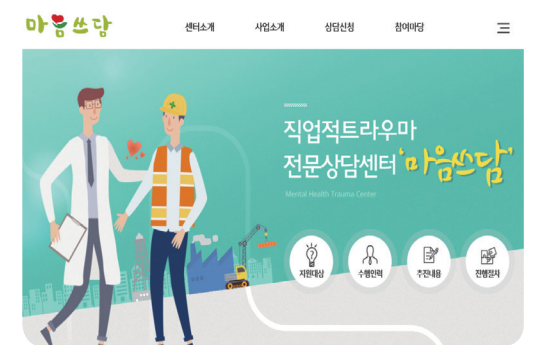 마음쓰담
센터소개 사업소개 상담신청 참여마당
직업적트라우마
전문상담센터 '마음쓰담'
Mental Health Trauma Center
지원대상 수행인력 추진내용 진행절차